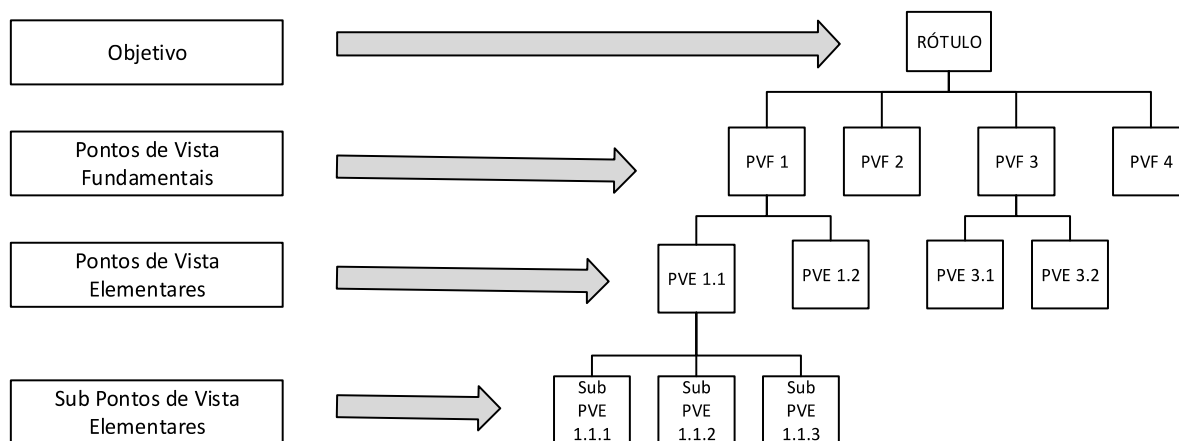 Objetivo
RÓTULO
Pontos de Vista
Fundamentais
PVF 1
PVF 2
PVF 3
PVF 4
Pontos de Vista
Elementares
PVE 1.1
PVE 1.2
PVE 3.1
PVE 3.2
Sub Pontos de Vista
Elementares
Sub
PVE
1.1.1
Sub
PVE
1.1.2
Sub
PVE
1.1.3